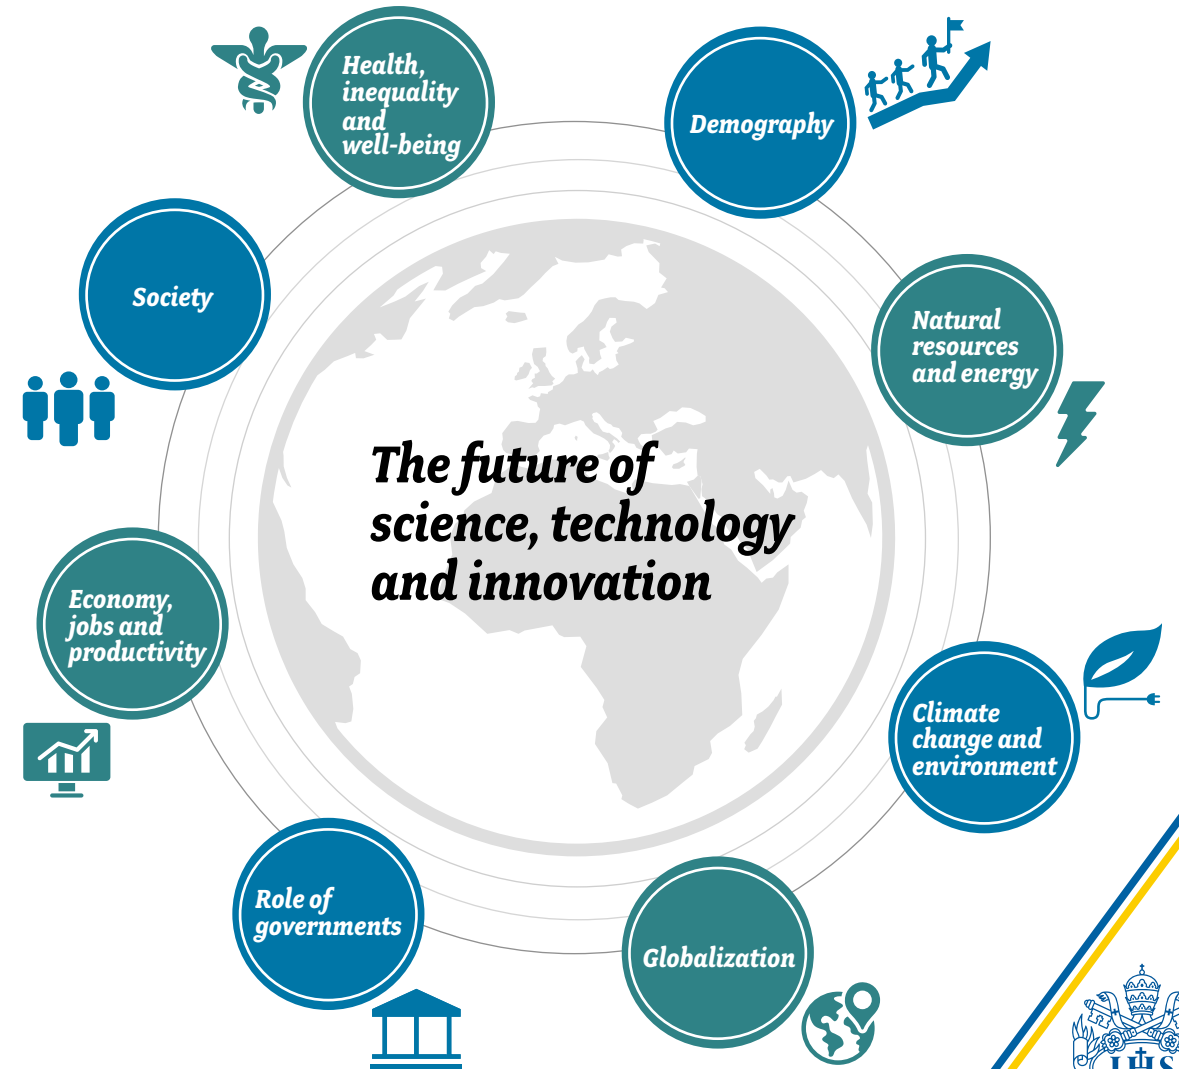 Health,
inequality
and
well-being
Demography
Society
Natural
resources
and energy
The future of
science, technology
and innovation
Economy,
jobs and
productivity
Climate
change and
environment
Role of
governments
Globalization
IHS